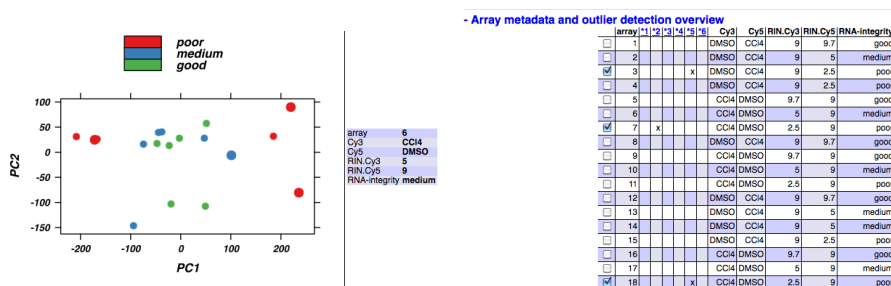 poor
medium
good
100
50
0
-50
-100
-150
-200
-100
0
100
200
PC2
PC1
array 6
Cy3 CCl4
Cy5 DMSO
RIN.Cy3 5
RIN.Cy5 9
RNA-integrity medium
- Array metadata and outlier detection overview
array *1 *2 *3 *4 *5 *6 Cy3 Cy5 RIN.Cy3 RIN.Cy5 RNA-integrity
1 DMSO CCl4 9 9.7 good
2 DMSO CCl4 9 5 medium
3 x DMSO CCl4 9 2.5 poor
4 DMSO CCl4 9 2.5 poor
5 CCl4 DMSO 9.7 9 good
6 CCl4 DMSO 5 9 medium
7 x CCl4 DMSO 2.5 9 poor
8 DMSO CCl4 9 9.7 good
9 CCl4 DMSO 9.7 9 good
10 CCl4 DMSO 5 9 medium
11 CCl4 DMSO 2.5 9 poor
12 DMSO CCl4 9 9.7 good
13 DMSO CCl4 9 5 medium
14 DMSO CCl4 9 5 medium
15 DMSO CCl4 9 2.5 poor
16 CCl4 DMSO 9.7 9 good
17 CCl4 DMSO 5 9 medium
18 x CCl4 DMSO 2.5 9 poor